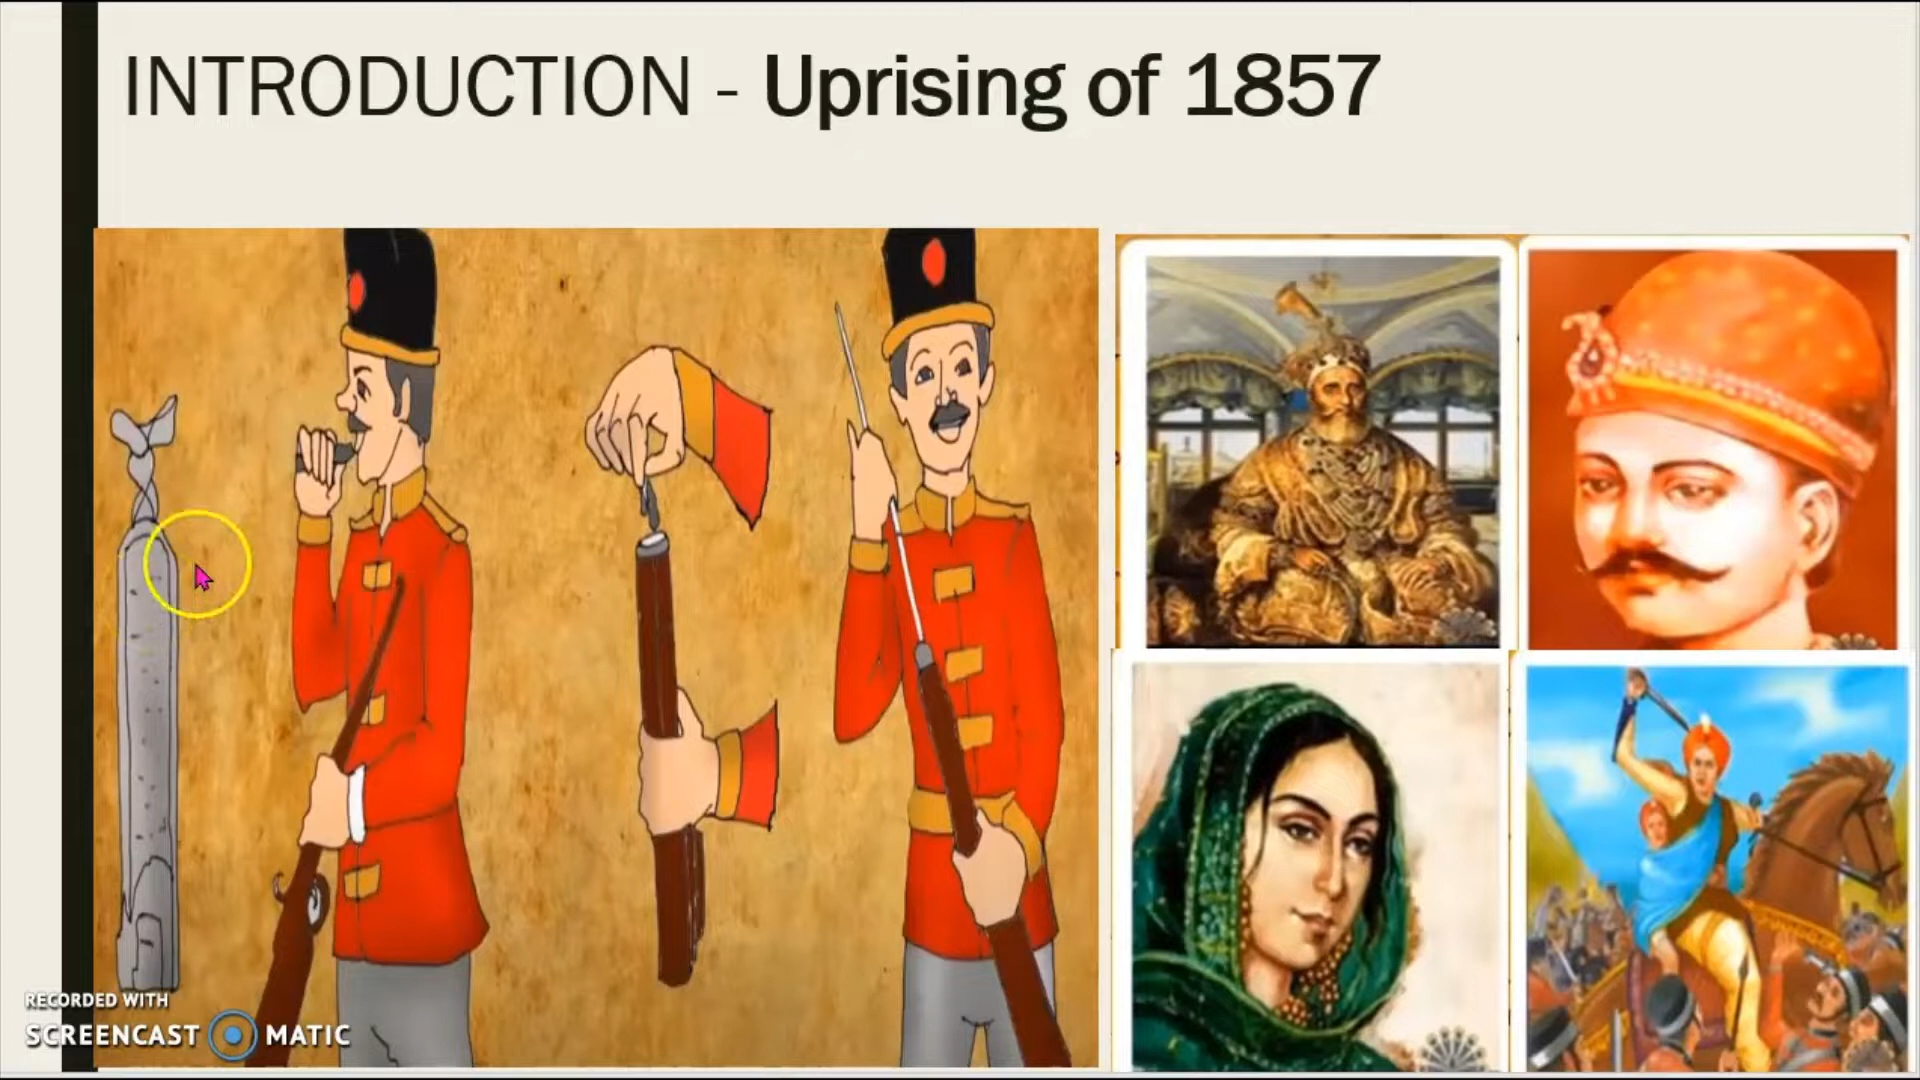 INTRODUCTION - Uprising of 1857
RECORDED WITH
SCREENCAST MATIC